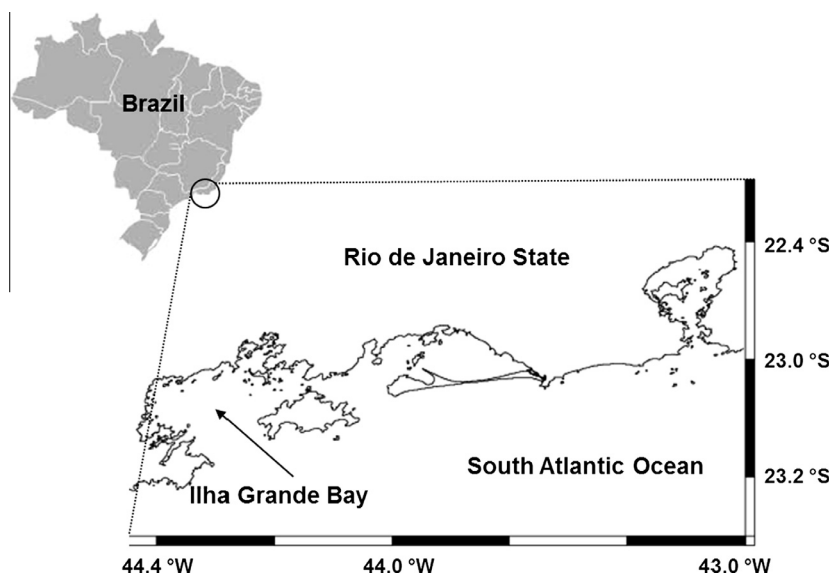 Brazil
Rio de Janeiro State
22.4 °S
23.0 °S
South Atlantic Ocean
23.2 °S
Ilha Grande Bay
44.4 °W
44.0 °W
43.0 °W